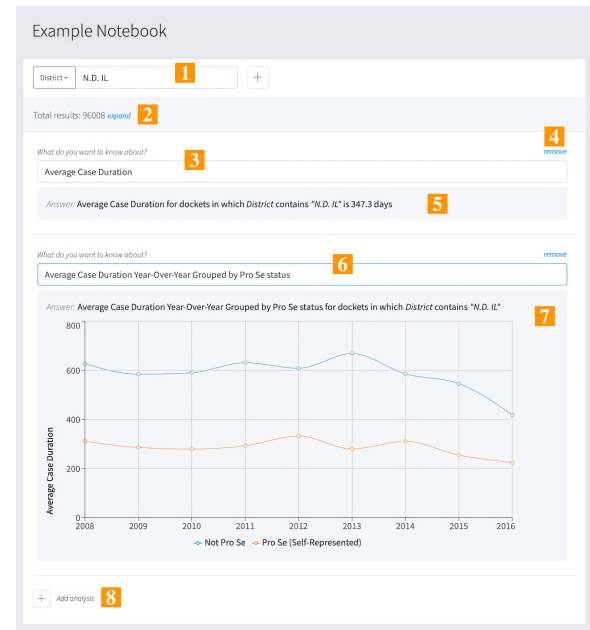 Example Notebook
District N.D. IL 1 +
Total results: 96008 expand 2
4
What do you want to know about? 3 remove
Average Case Duration
Answer: Average Case Duration for dockets in which District contains "N.D. IL" is 347.3 days 5
What do you want to know about? 6 remove
Average Case Duration Year-Over-Year Grouped by Pro Se status
Answer: Average Case Duration Year-Over-Year Grouped by Pro Se status for dockets in which District contains "N.D. IL" 7
800
600
400
200
0
Average Case Duration
2008 2009 2010 2011 2012 2013 2014 2015 2016
Not Pro Se Pro Se (Self-Represented)
+ Add analysis 8